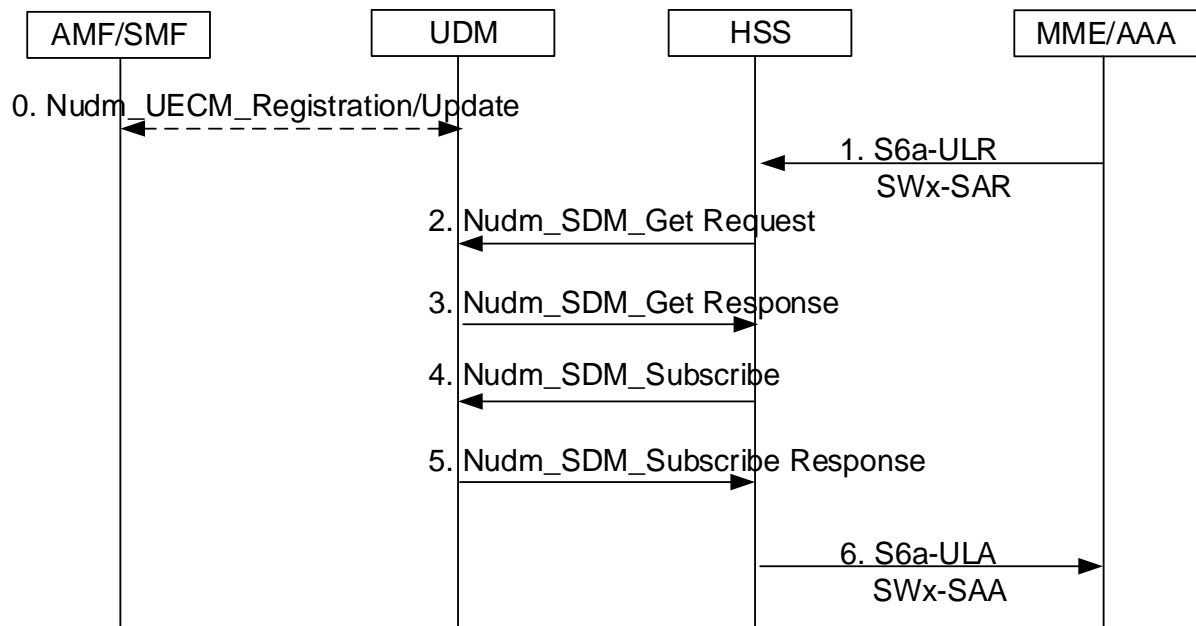 AMF/SMF
UDM
HSS
MME/AAA
0. Nudm_UECM_Registration/Update
1. S6a-ULR
SWx-SAR
2. Nudm_SDM_Get Request
3. Nudm_SDM_Get Response
4. Nudm_SDM_Subscribe
5. Nudm_SDM_Subscribe Response
6. S6a-ULA
SWx-SAA